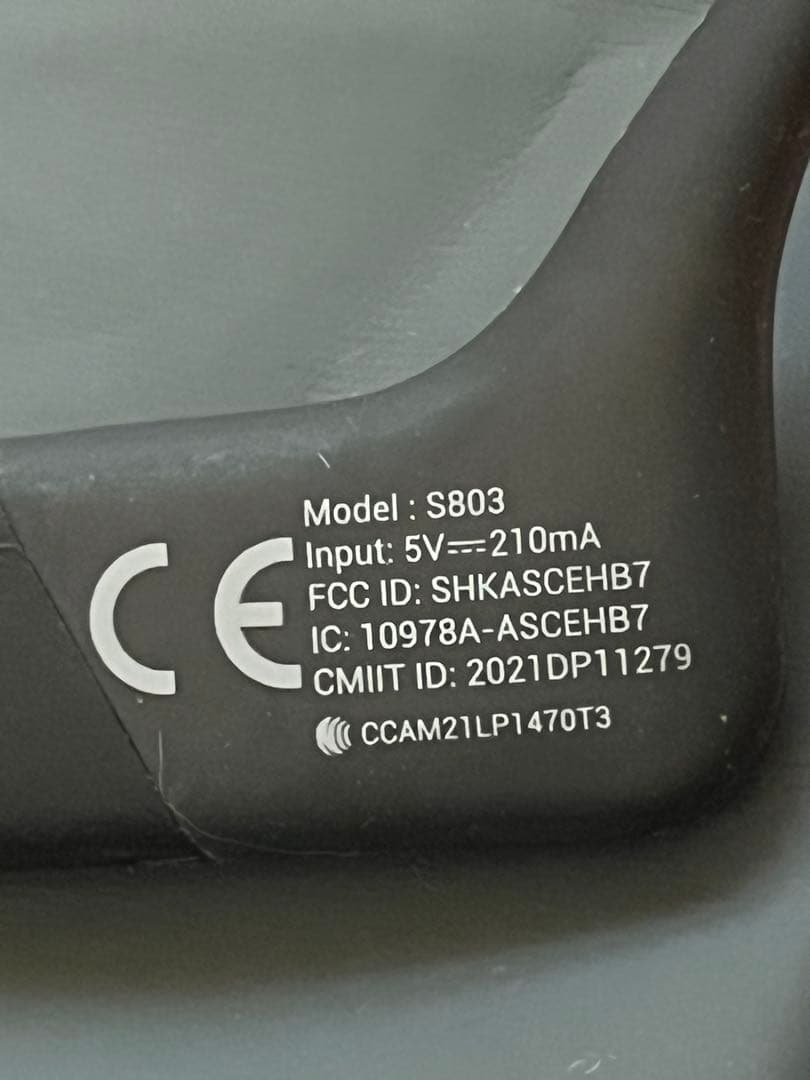 Model : S803
CE Input: 5V⎓210mA
FCC ID: SHKASCEHB7
IC: 10978A-ASCEHB7
CMIIT ID: 2021DP11279
CCAM21LP1470T3